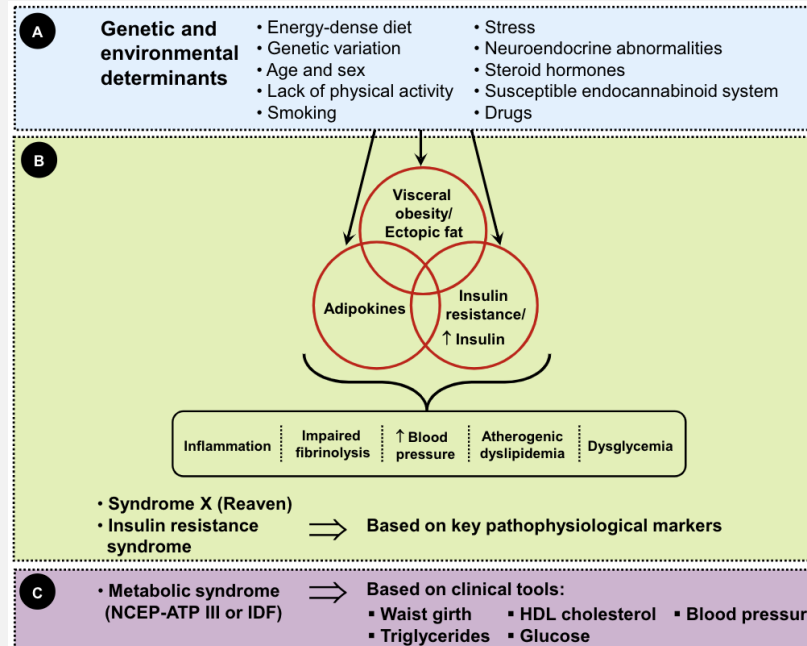 A
Genetic and
environmental
determinants
• Energy-dense diet
• Genetic variation
• Age and sex
• Lack of physical activity
• Smoking
• Stress
• Neuroendocrine abnormalities
• Steroid hormones
• Susceptible endocannabinoid system
• Drugs
B
Visceral
obesity/
Ectopic fat
Adipokines
Insulin
resistance/
↑ Insulin
Inflammation
Impaired
fibrinolysis
↑ Blood
pressure
Atherogenic
dyslipidemia
Dysglycemia
• Syndrome X (Reaven)
• Insulin resistance
syndrome
Based on key pathophysiological markers
C
• Metabolic syndrome
(NCEP-ATP III or IDF)
Based on clinical tools:
▪ Waist girth ▪ HDL cholesterol ▪ Blood pressur
▪ Triglycerides ▪ Glucose